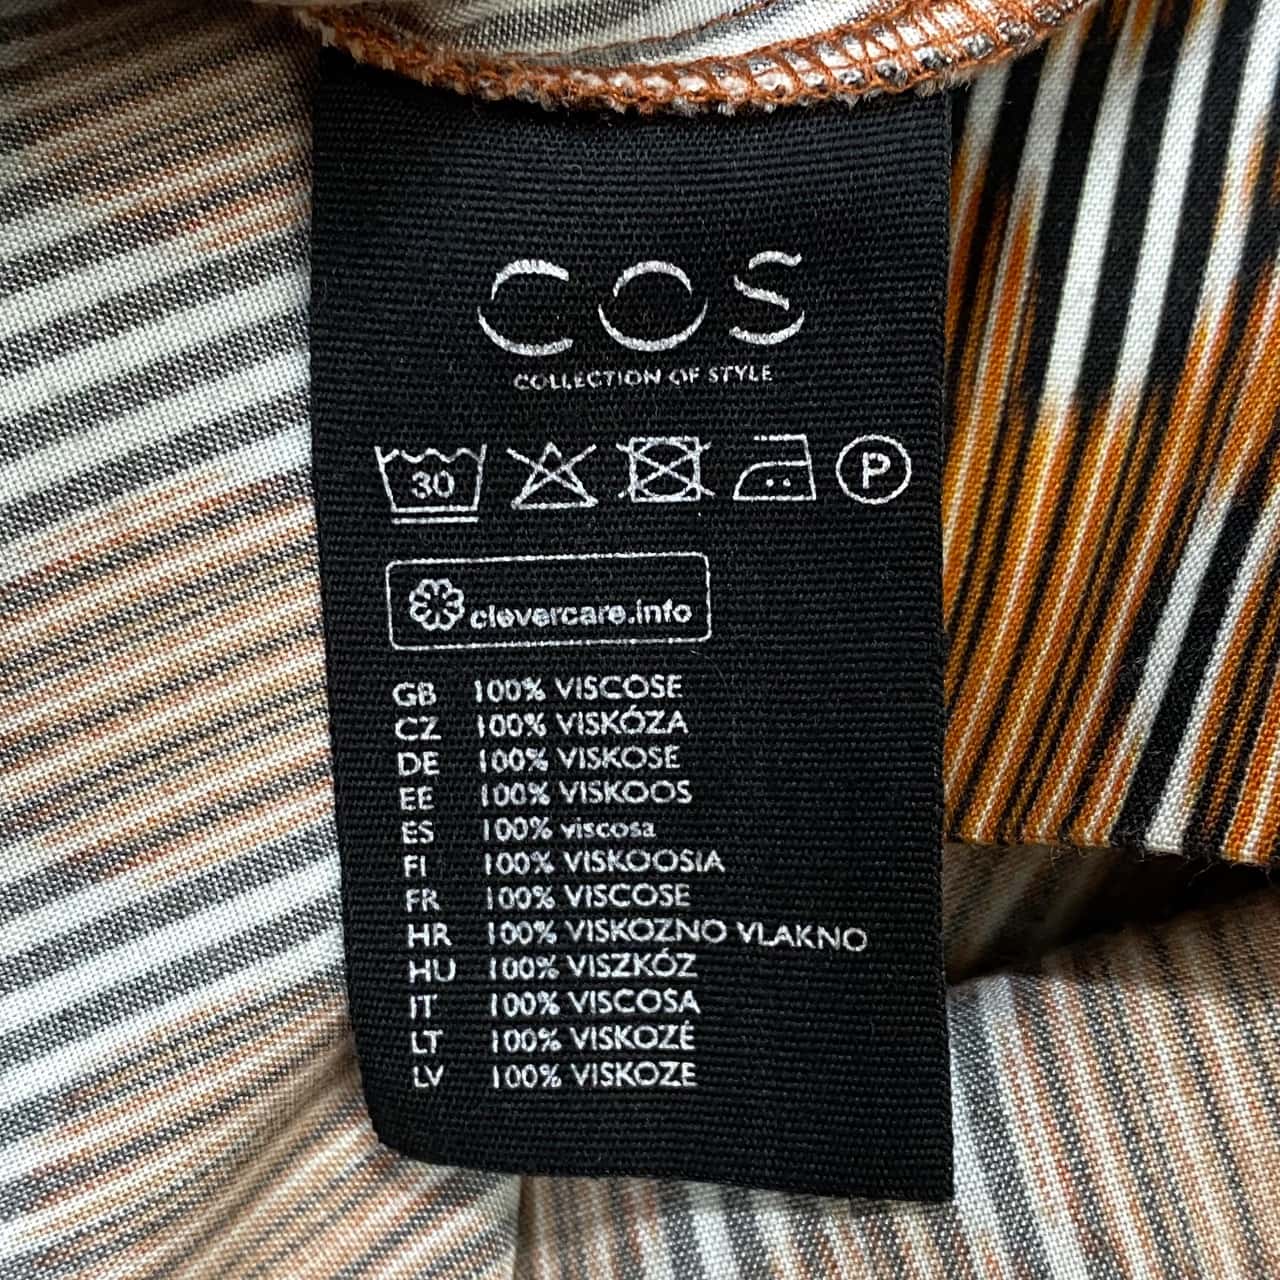 COS
COLLECTION OF STYLE
30 P
clevercare.info
GB 100% VISCOSE
CZ 100% VISKÓZA
DE 100% VISKOSE
EE 100% VISKOOS
ES 100% viscosa
FI 100% VISKOOSIA
FR 100% VISCOSE
HR 100% VISKOZNO VLAKNO
HU 100% VISZKÓZ
IT 100% VISCOSA
LT 100% VISKOZĖ
LV 100% VISKOZE